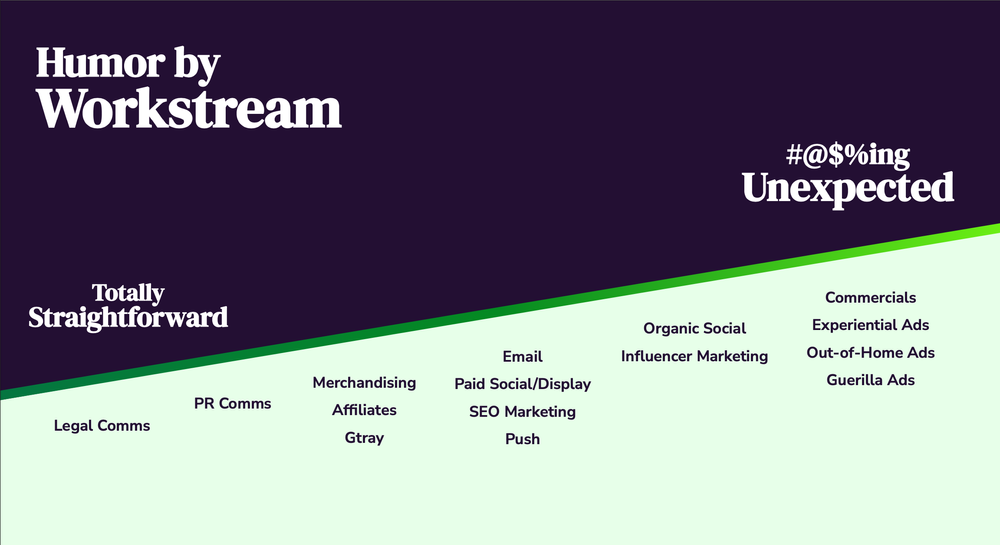 Humor by
Workstream
#@$%ing
Unexpected
Totally
Straightforward
Legal Comms
PR Comms
Merchandising
Affiliates
Gtray
Email
Paid Social/Display
SEO Marketing
Push
Organic Social
Influencer Marketing
Commercials
Experiential Ads
Out-of-Home Ads
Guerilla Ads